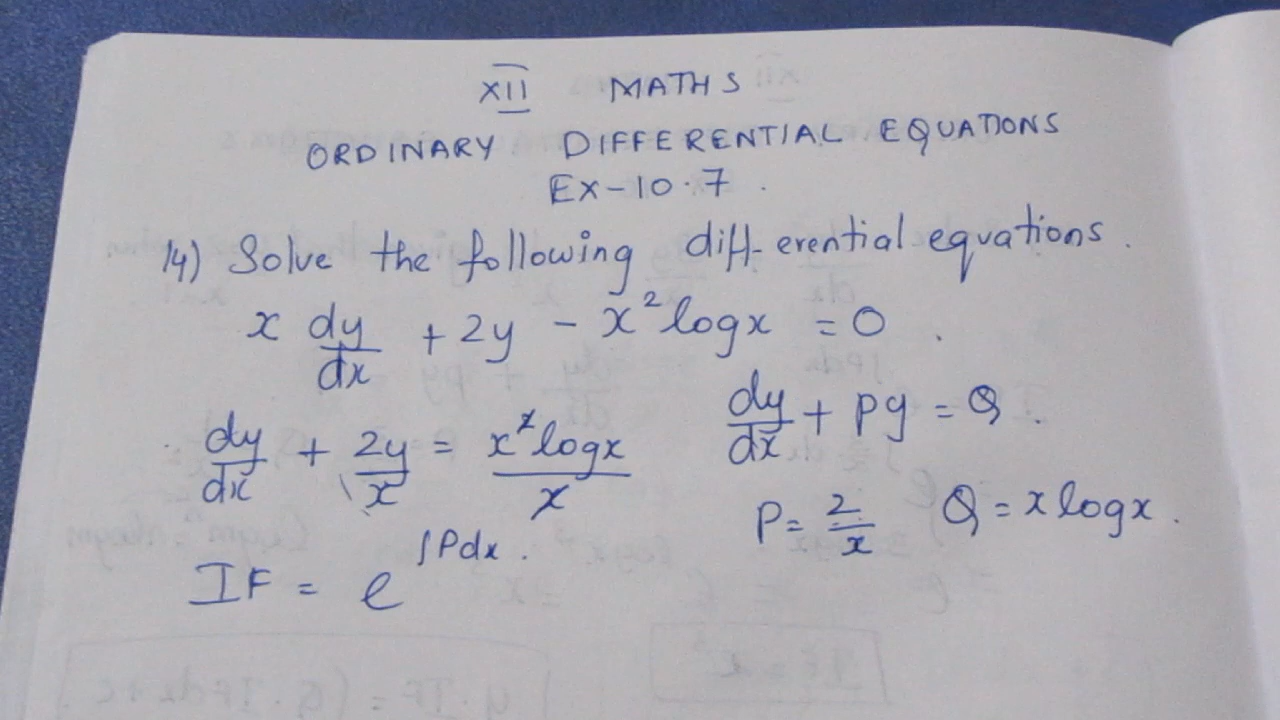 XII MATHS
ORDINARY DIFFERENTIAL EQUATIONS
EX-10.7.
14) Solve the following differential equations.
x dy/dx + 2y - x² log x = 0.
dy/dx + 2y/x = x² log x / x
dy/dx + py = Q.
P = 2/x Q = x log x.
IF = e^∫Pdx.